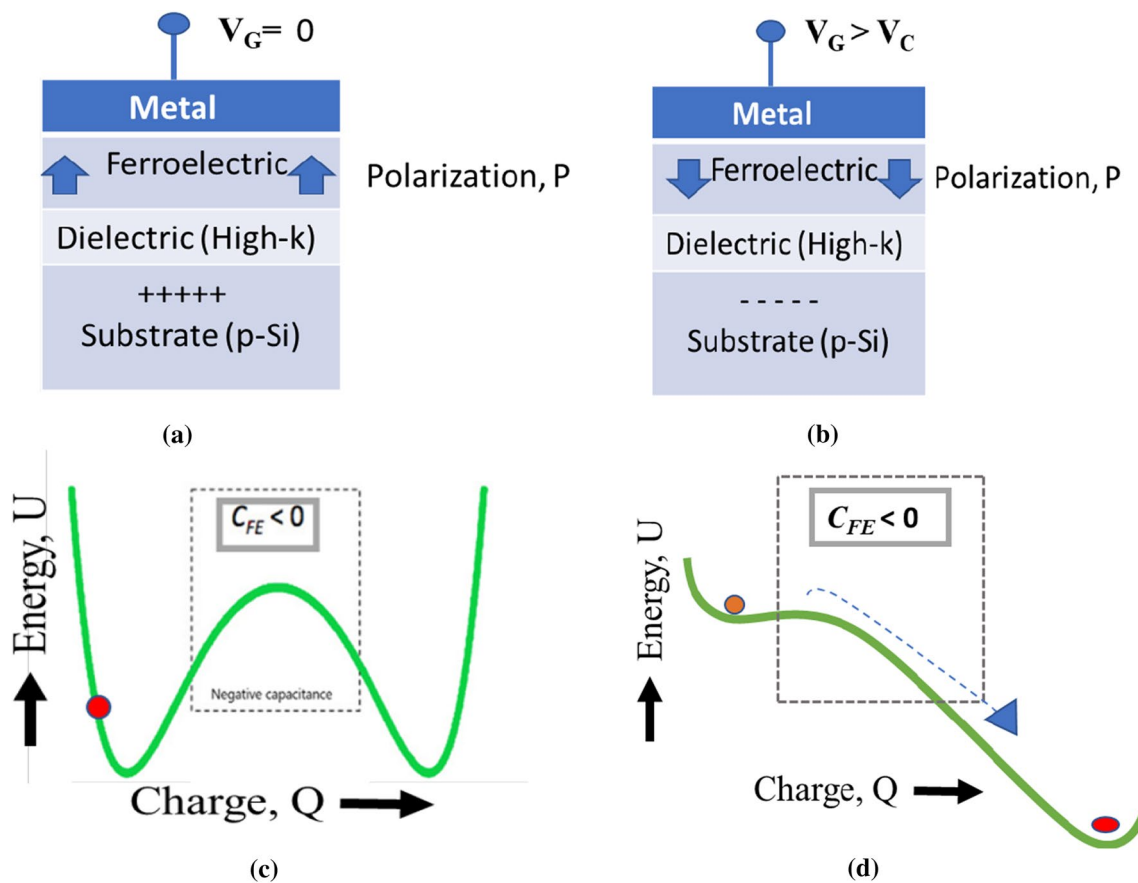 V_G = 0
Metal
Ferroelectric
Polarization, P
Dielectric (High-k)
+++++
Substrate (p-Si)
(a)
V_G > V_C
Metal
Ferroelectric
Polarization, P
Dielectric (High-k)
- - - - -
Substrate (p-Si)
(b)
Energy, U
C_FE < 0
Negative capacitance
Charge, Q
(c)
Energy, U
C_FE < 0
Charge, Q
(d)